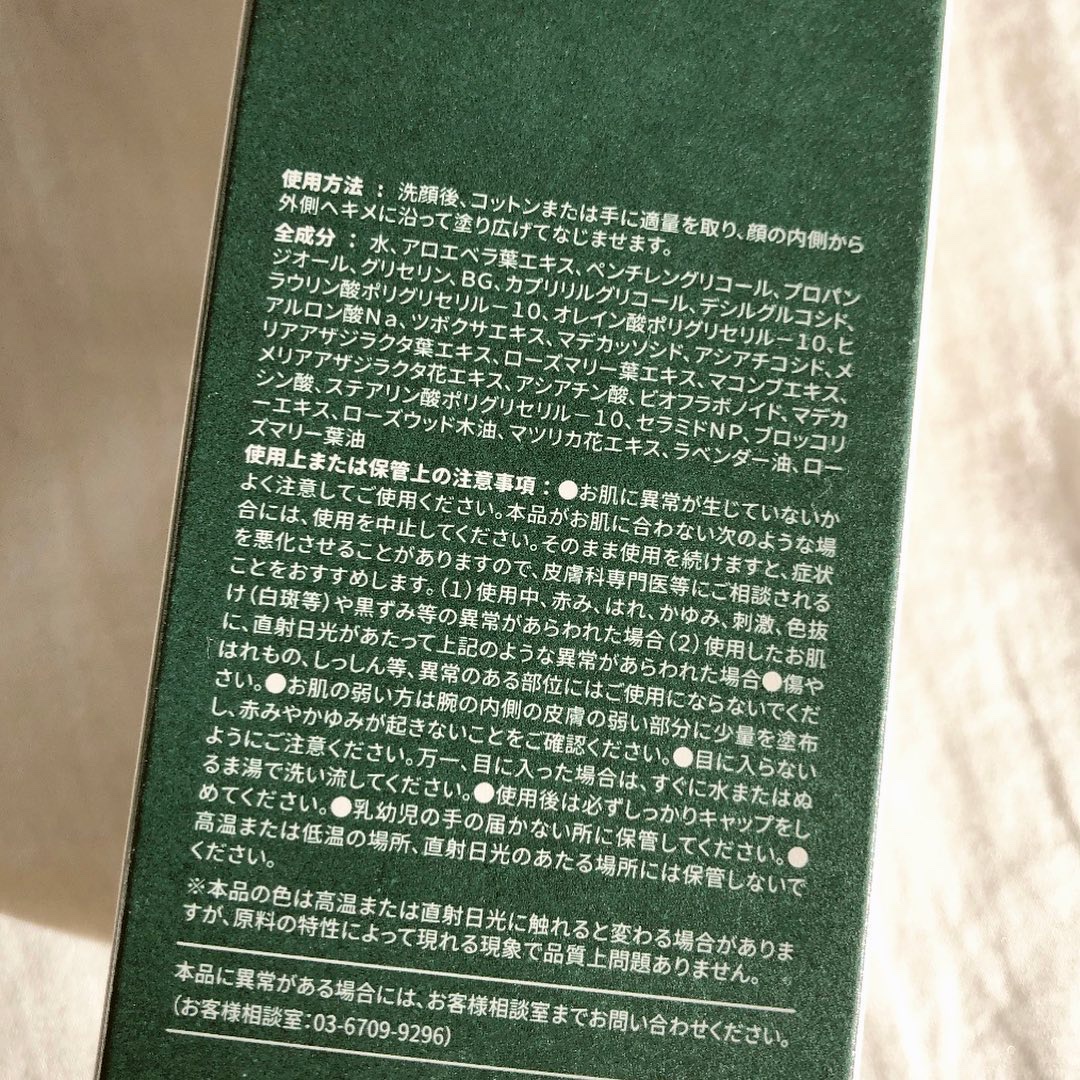 使用方法 : 洗顔後、コットンまたは手に適量を取り、顔の内側から
外側へキメに沿って塗り広げてなじませます。
全成分 : 水、アロエベラ葉エキス、ペンチレングリコール、プロパン
ジオール、グリセリン、BG、カプリリルグリコール、デシルグルコシド、
ラウリン酸ポリグリセリル－10、オレイン酸ポリグリセリル－10、ヒ
アルロン酸Na、ツボクサエキス、マデカッソシド、アシアチコシド、メ
リアアザジラクタ葉エキス、ローズマリー葉エキス、マコンブエキス、
メリアアザジラクタ花エキス、アシアチン酸、ビオフラボノイド、マデカ
シン酸、ステアリン酸ポリグリセリル－10、セラミドNP、ブロッコリ
ーエキス、ローズウッド木油、マツリカ花エキス、ラベンダー油、ロー
ズマリー葉油
使用上または保管上の注意事項 : ●お肌に異常が生じていないか
よく注意してご使用ください。本品がお肌に合わない次のような場
合には、使用を中止してください。そのまま使用を続けますと、症状
を悪化させることがありますので、皮膚科専門医等にご相談される
ことをおすすめします。(1)使用中、赤み、はれ、かゆみ、刺激、色抜
け(白斑等)や黒ずみ等の異常があらわれた場合(2)使用したお肌
に、直射日光があたって上記のような異常があらわれた場合●傷や
はれもの、しっしん等、異常のある部位にはご使用にならないでくだ
さい。●お肌の弱い方は腕の内側の皮膚の弱い部分に少量を塗布
し、赤みやかゆみが起きないことをご確認ください。●目に入らない
ようにご注意ください。万一、目に入った場合は、すぐに水またはぬ
るま湯で洗い流してください。●使用後は必ずしっかりキャップをし
めてください。●乳幼児の手の届かない所に保管してください。●
高温または低温の場所、直射日光のあたる場所には保管しないで
ください。
※本品の色は高温または直射日光に触れると変わる場合がありま
すが、原料の特性によって現れる現象で品質上問題ありません。
本品に異常がある場合には、お客様相談室までお問い合わせください。
(お客様相談室:03-6709-9296)